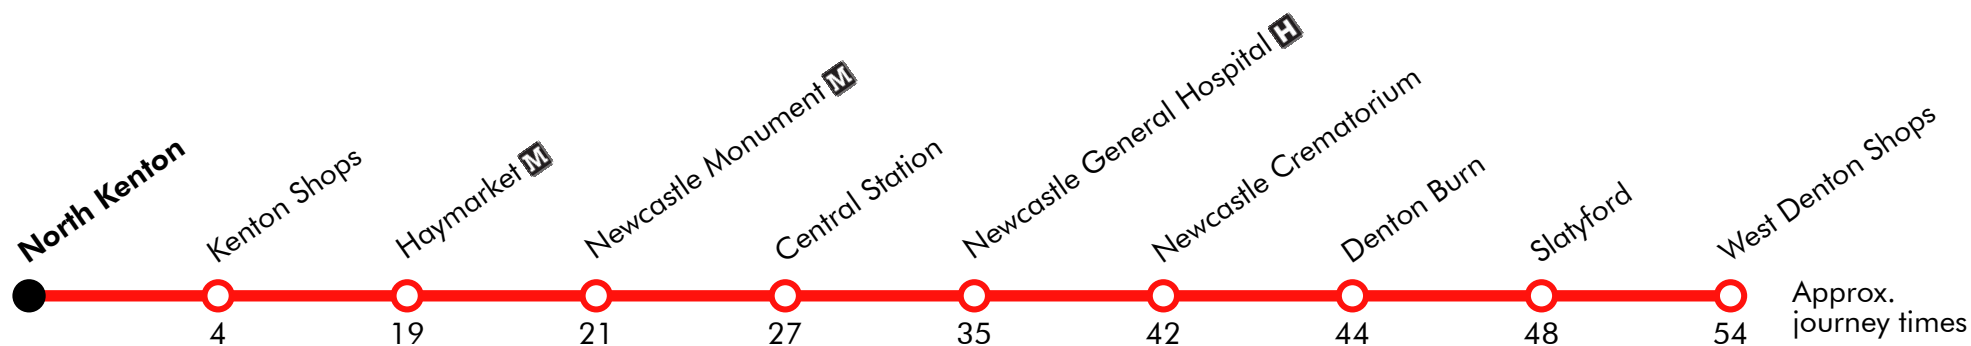 North Kenton
Kenton Shops
Haymarket M
Newcastle Monument M
Central Station
Newcastle General Hospital H
Newcastle Crematorium
Denton Burn
Slatyford
West Denton Shops
4 19 21 27 35 42 44 48 54
Approx.
journey times